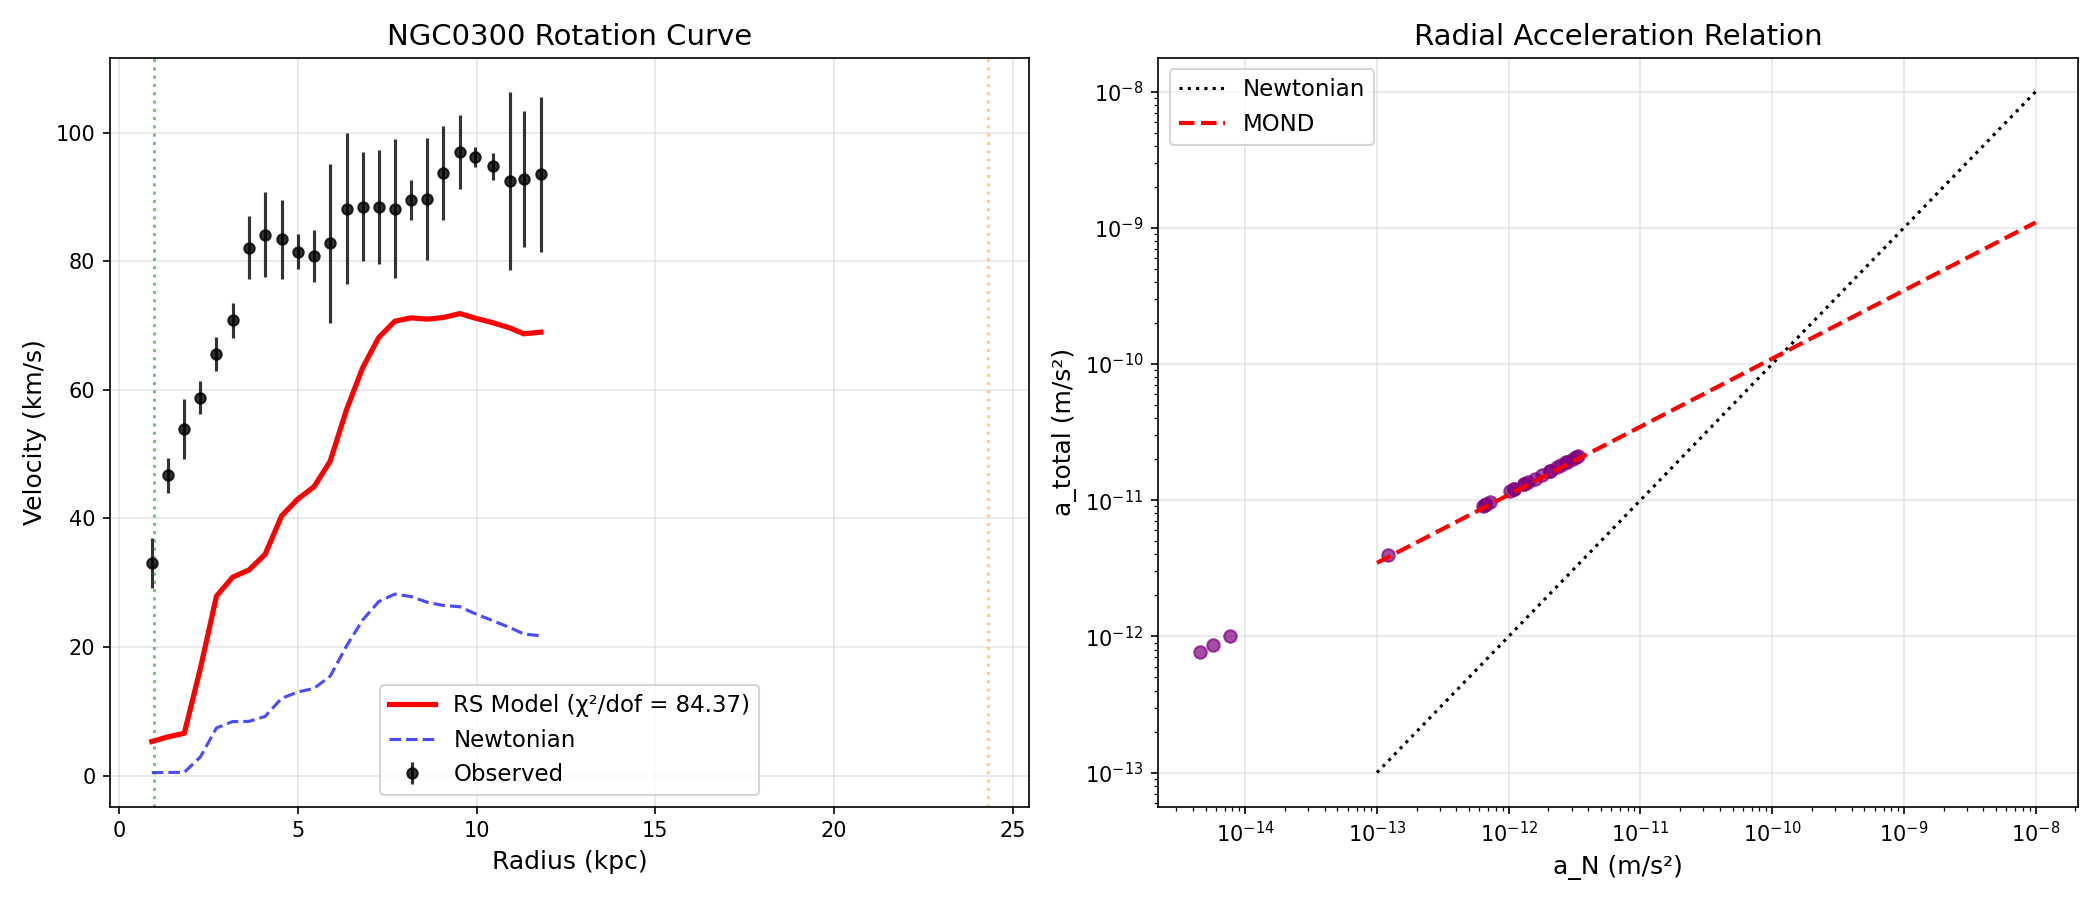 NGC0300 Rotation Curve
Velocity (km/s)
100
80
60
40
20
0
RS Model (χ²/dof = 84.37)
Newtonian
Observed
0 5 10 15 20 25
Radius (kpc)
Radial Acceleration Relation
Newtonian
MOND
a_total (m/s²)
10⁻⁸
10⁻⁹
10⁻¹⁰
10⁻¹¹
10⁻¹²
10⁻¹³
10⁻¹⁴ 10⁻¹³ 10⁻¹² 10⁻¹¹ 10⁻¹⁰ 10⁻⁹ 10⁻⁸
a_N (m/s²)